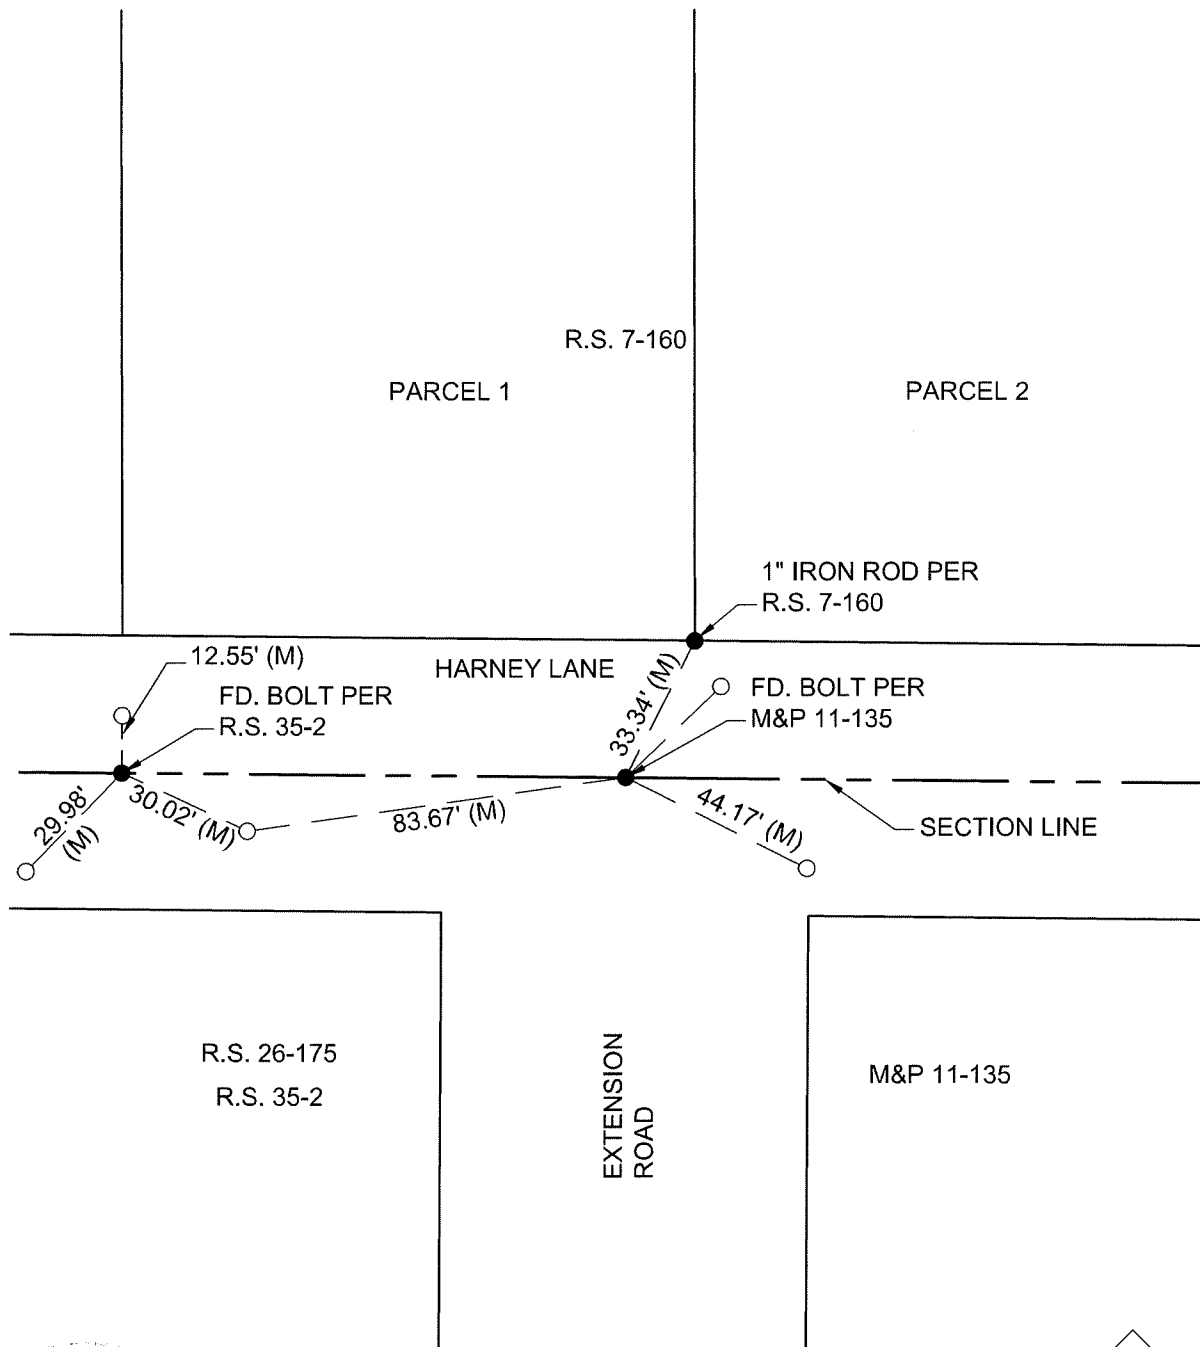 R.S. 7-160
PARCEL 1
PARCEL 2
1" IRON ROD PER
R.S. 7-160
12.55' (M)
HARNEY LANE
FD. BOLT PER
R.S. 35-2
33.34' (M)
FD. BOLT PER
M&P 11-135
29.98'
(M)
30.02' (M)
83.67' (M)
44.17' (M)
SECTION LINE
R.S. 26-175
R.S. 35-2
EXTENSION
ROAD
M&P 11-135